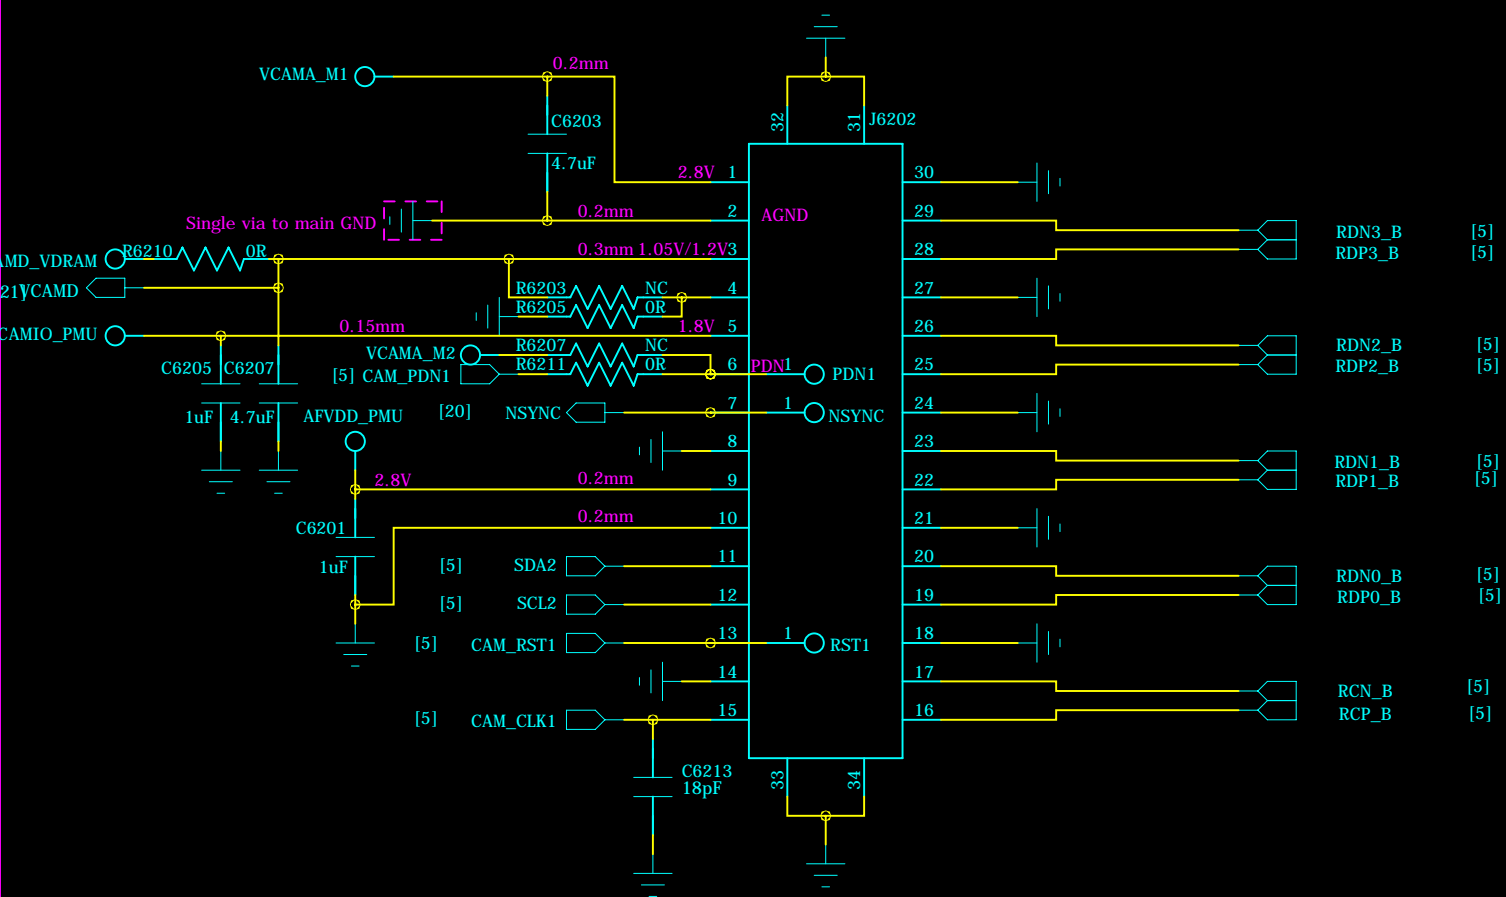 VCAMA_M1
0.2mm
C6203
4.7uF
32
31
J6202
2.8V 1
30
Single via to main GND
0.2mm
2
AGND
29
RDN3_B [5]
AMD_VDRAM
R6210
0R
0.3mm 1.05V/1.2V 3
28
RDP3_B [5]
21] VCAMD
R6203 NC
4
27
R6205 0R
CAMIO_PMU
0.15mm
1.8V 5
26
RDN2_B [5]
VCAMA_M2
R6207 NC
[5] CAM_PDN1
R6211 0R
6
PDN 1
PDN1
25
RDP2_B [5]
C6205
C6207
1uF
4.7uF
AFVDD_PMU
[20] NSYNC
7
1
NSYNC
24
8
23
RDN1_B [5]
2.8V
0.2mm
9
22
RDP1_B [5]
C6201
1uF
0.2mm
10
21
[5] SDA2
11
20
RDN0_B [5]
[5] SCL2
12
19
RDP0_B [5]
[5] CAM_RST1
13
1
RST1
18
14
17
RCN_B [5]
[5] CAM_CLK1
15
16
RCP_B [5]
C6213
18pF
33
34